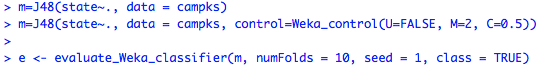 > m=J48(state~., data = campks)
> m=J48(state~., data = campks, control=Weka_control(U=FALSE, M=2, C=0.5))
>
> e <- evaluate_Weka_classifier(m, numFolds = 10, seed = 1, class = TRUE)